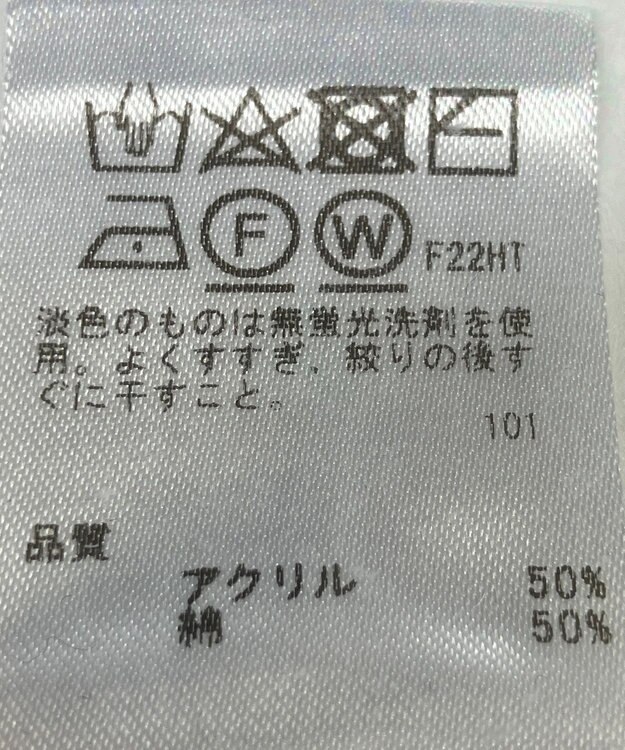 F W F22HT
淡色のものは無蛍光洗剤を使
用。よくすすぎ、絞りの後す
ぐに干すこと。
101
品質
アクリル 50%
綿 50%